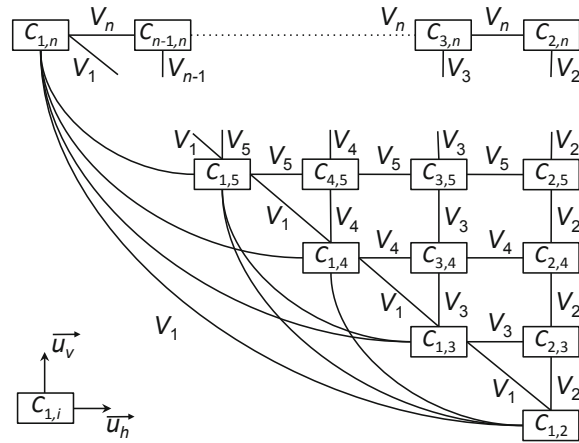 C1,n Vn Cn-1,n Vn C3,n Vn C2,n
V1 Vn-1 V3 V2
V1 V5 V4 V3 V2
C1,5 V5 C4,5 V5 C3,5 V5 C2,5
V1 V4 V3 V2
C1,4 V4 C3,4 V4 C2,4
V1 V3 V2
V1 C1,3 V3 C2,3
uv V1 V2
C1,i uh C1,2